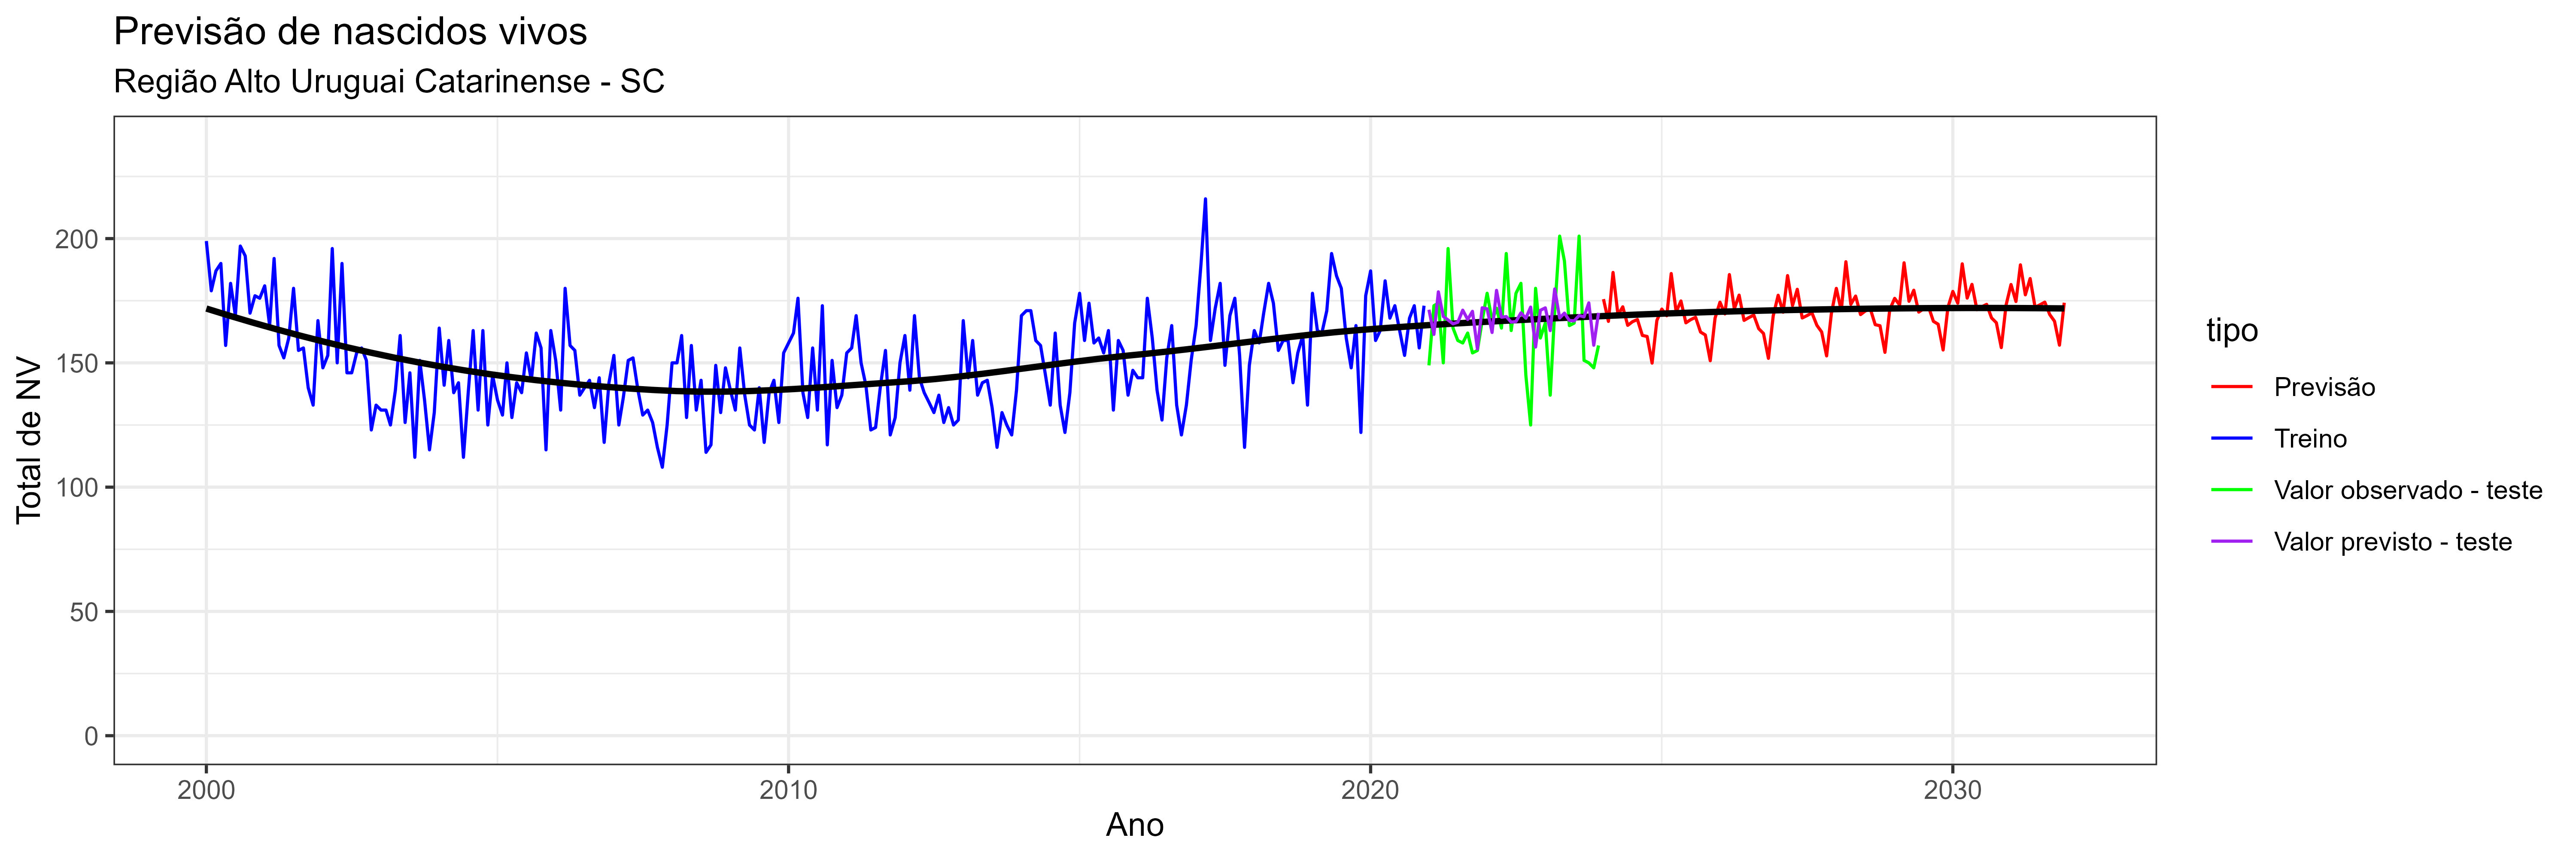 Previsão de nascidos vivos
Região Alto Uruguai Catarinense - SC
Total de NV
200
150
100
50
0
2000
2010
2020
2030
Ano
tipo
Previsão
Treino
Valor observado - teste
Valor previsto - teste